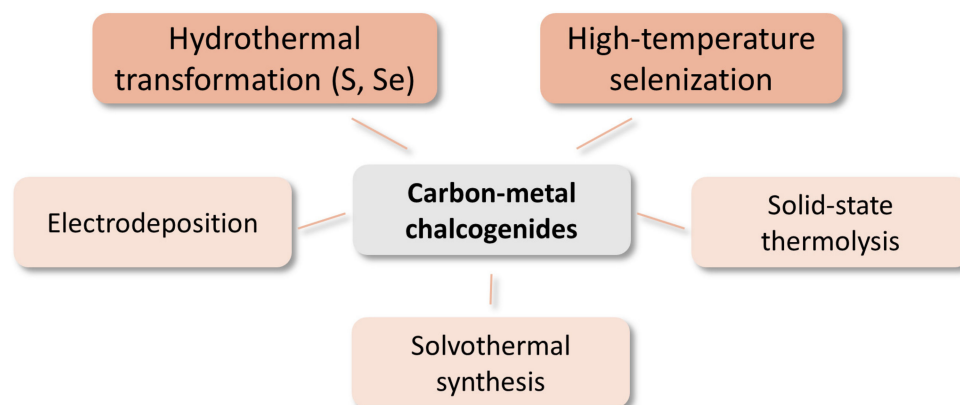 Hydrothermal
transformation (S, Se)
High-temperature
selenization
Electrodeposition
Carbon-metal
chalcogenides
Solid-state
thermolysis
Solvothermal
synthesis